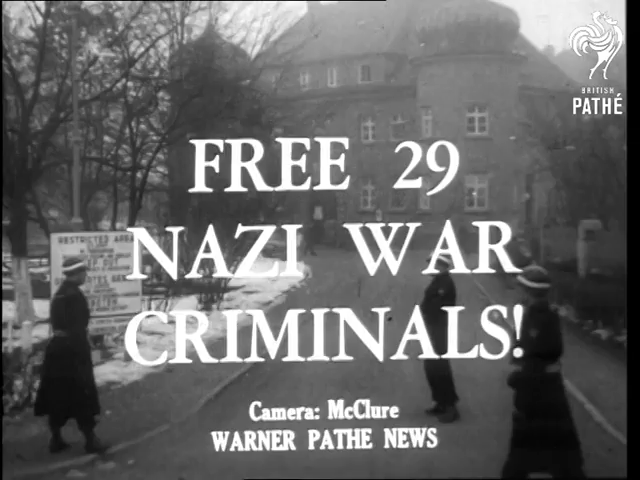 BRITISH
PATHÉ
FREE 29
NAZI WAR
CRIMINALS!
RESTRICTED AREA
Camera: McClure
WARNER PATHE NEWS